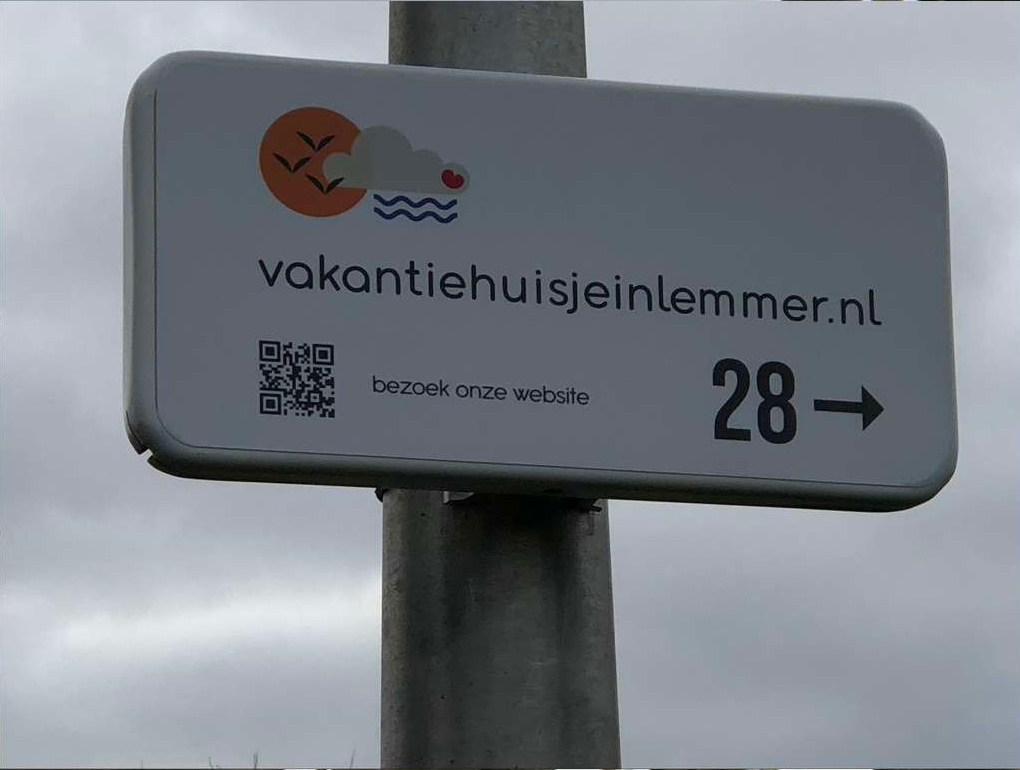 vakantiehuisjeinlemmer.nl
bezoek onze website
28